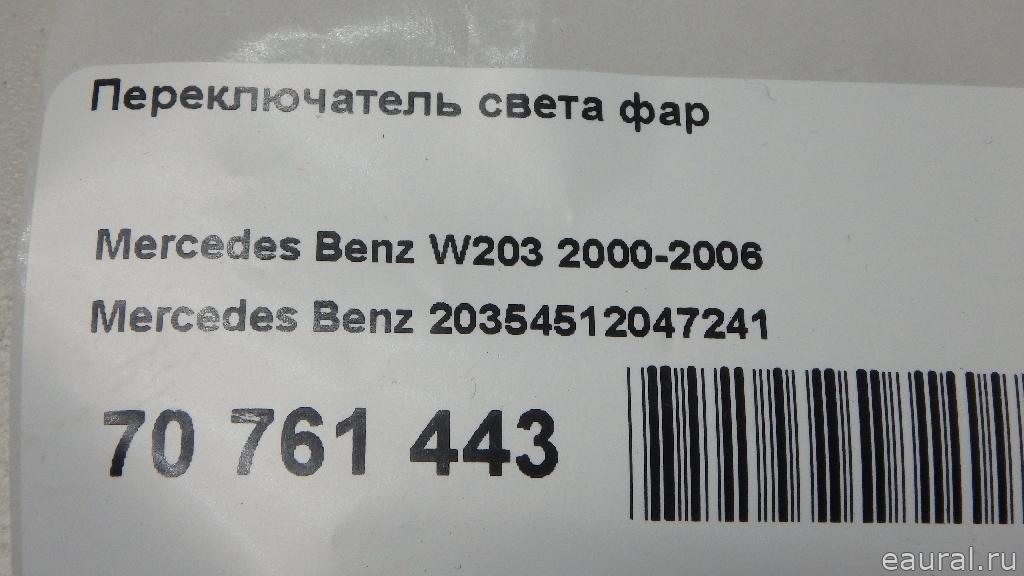 Переключатель света фар
Mercedes Benz W203 2000-2006
Mercedes Benz 20354512047241
70 761 443
eaural.ru